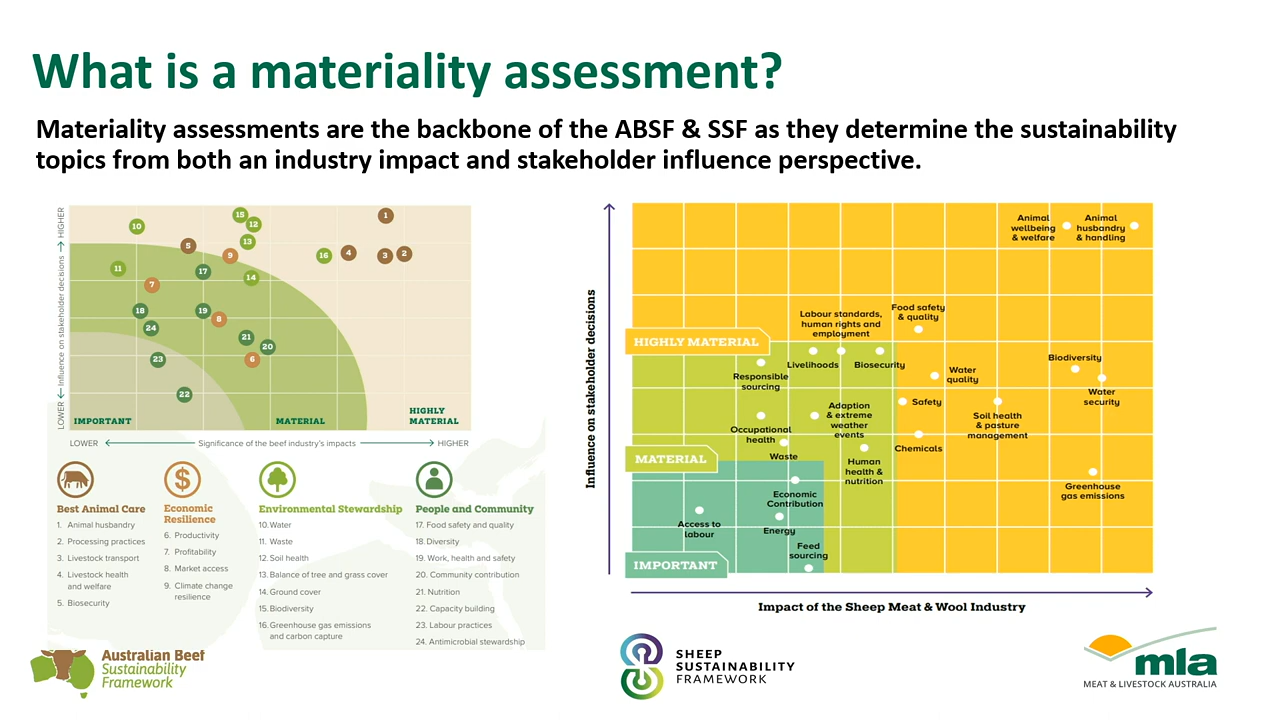 What is a materiality assessment?
Materiality assessments are the backbone of the ABSF & SSF as they determine the sustainability
topics from both an industry impact and stakeholder influence perspective.
LOWER ← Influence on stakeholder decisions → HIGHER
1
15
10
12
13
5
9
16
4
3
2
11
17
14
7
18
19
8
24
21
20
23
6
22
IMPORTANT
MATERIAL
HIGHLY
MATERIAL
LOWER
Significance of the beef industry's impacts
HIGHER
Best Animal Care
1. Animal husbandry
2. Processing practices
3. Livestock transport
4. Livestock health
and welfare
5. Biosecurity
$
Economic
Resilience
6. Productivity
7. Profitability
8. Market access
9. Climate change
resilience
Environmental Stewardship
10. Water
11. Waste
12. Soil health
13. Balance of tree and grass cover
14. Ground cover
15. Biodiversity
16. Greenhouse gas emissions
and carbon capture
People and Community
17. Food safety and quality
18. Diversity
19. Work, health and safety
20. Community contribution
21. Nutrition
22. Capacity building
23. Labour practices
24. Antimicrobial stewardship
Influence on stakeholder decisions
Animal
wellbeing
& welfare
Animal
husbandry
& handling
Food safety
& quality
Labour standards,
human rights and
employment
HIGHLY MATERIAL
Livelihoods
Biosecurity
Responsible
sourcing
Water
quality
Biodiversity
Water
security
Safety
Adaption
& extreme
weather
events
Soil health
& pasture
management
Occupational
health
Waste
Chemicals
MATERIAL
Human
health &
nutrition
Greenhouse
gas emissions
Economic
Contribution
Access to
labour
Energy
Feed
sourcing
IMPORTANT
Impact of the Sheep Meat & Wool Industry
Australian Beef
Sustainability
Framework
SHEEP
SUSTAINABILITY
FRAMEWORK
mla
MEAT & LIVESTOCK AUSTRALIA